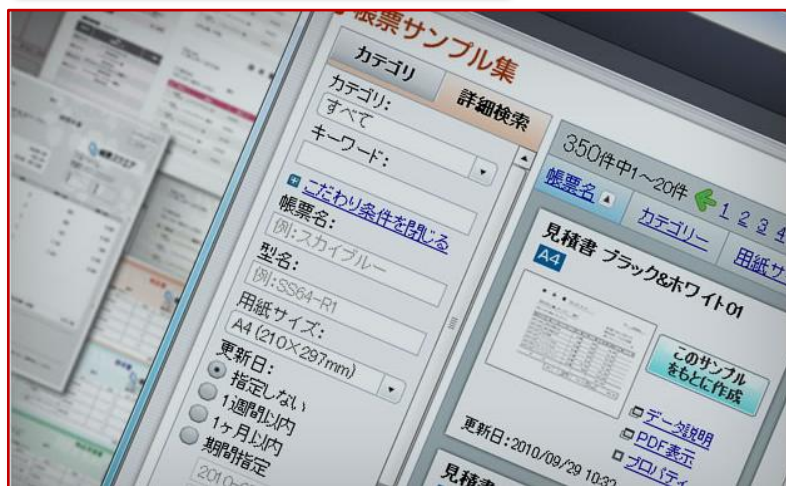 帳票サンプル集
カテゴリ
詳細検索
カテゴリ:
すべて
キーワード:
こだわり条件を閉じる
帳票名:
例:スカイブルー
型名:
例:SS64-R1
用紙サイズ:
A4 (210×297mm)
更新日:
指定しない
1週間以内
1ヶ月以内
期間指定
350件中1~20件
1 2 3 4
帳票名
カテゴリー
用紙サ
見積書 ブラック&ホワイト01
A4
このサンプル
をもとに作成
データ説明
PDF表示
プロパティ
更新日:2010/09/29 10:32
見積書